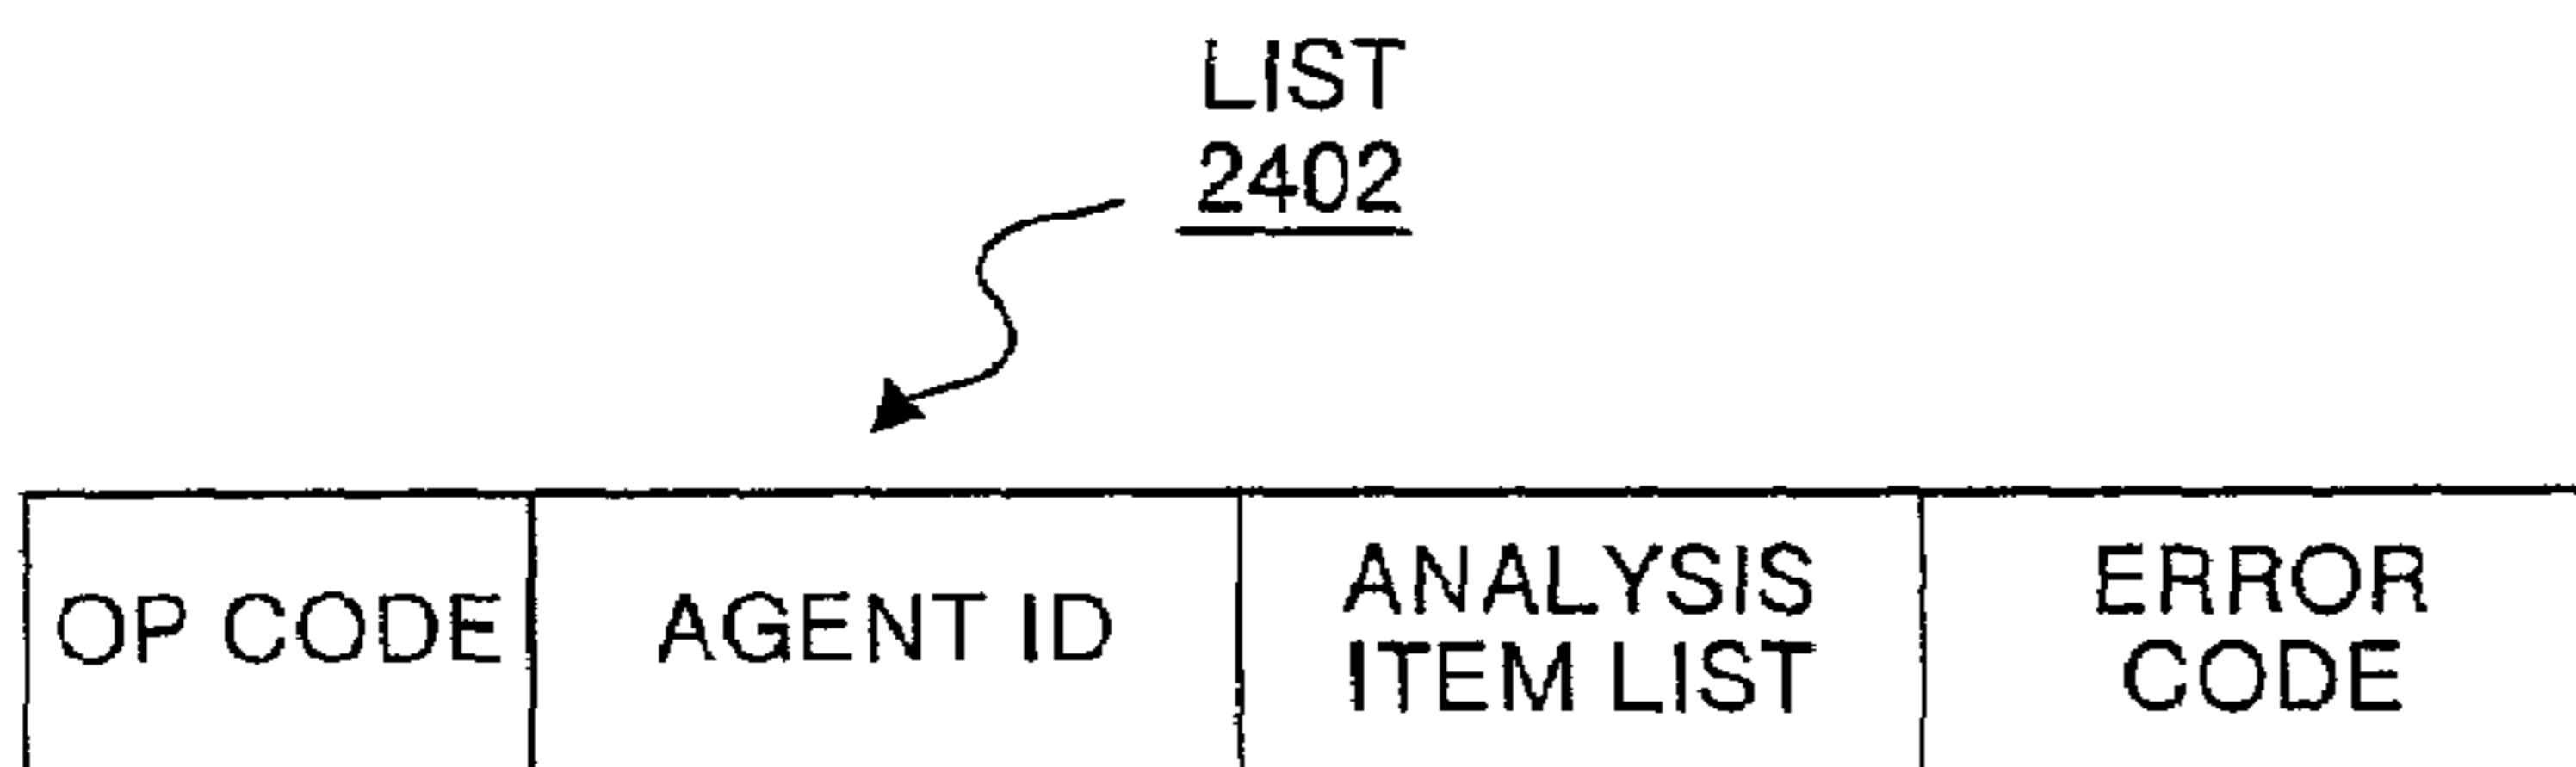 LIST
2402
OP CODE
AGENT ID
ANALYSIS
ITEM LIST
ERROR
CODE